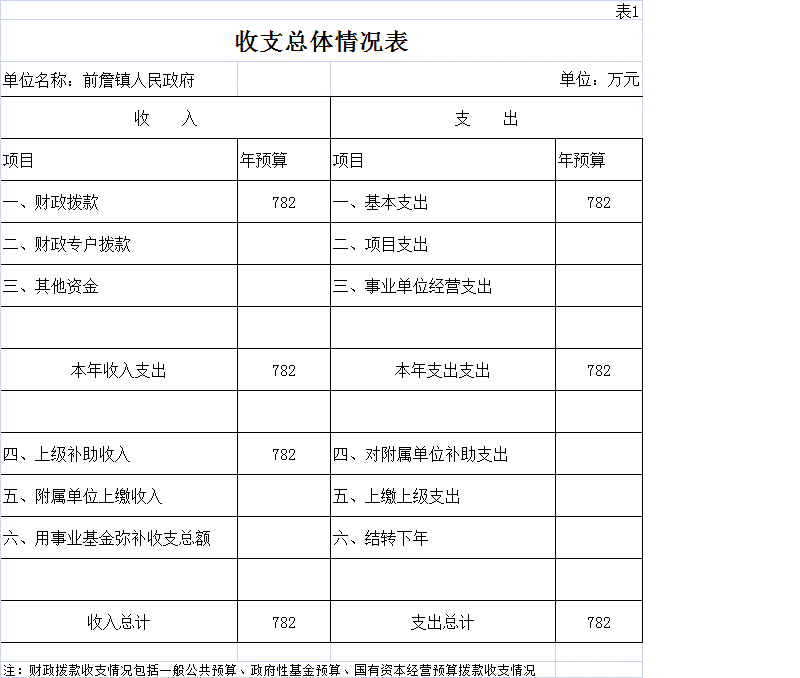 表1
收支总体情况表
单位名称：前詹镇人民政府 单位：万元
收 入 支 出
项目 年预算 项目 年预算
一、财政拨款 782 一、基本支出 782
二、财政专户拨款 二、项目支出
三、其他资金 三、事业单位经营支出
本年收入支出 782 本年支出支出 782
四、上级补助收入 782 四、对附属单位补助支出
五、附属单位上缴收入 五、上缴上级支出
六、用事业基金弥补收支总额 六、结转下年
收入总计 782 支出总计 782
注：财政拨款收支情况包括一般公共预算、政府性基金预算、国有资本经营预算拨款收支情况